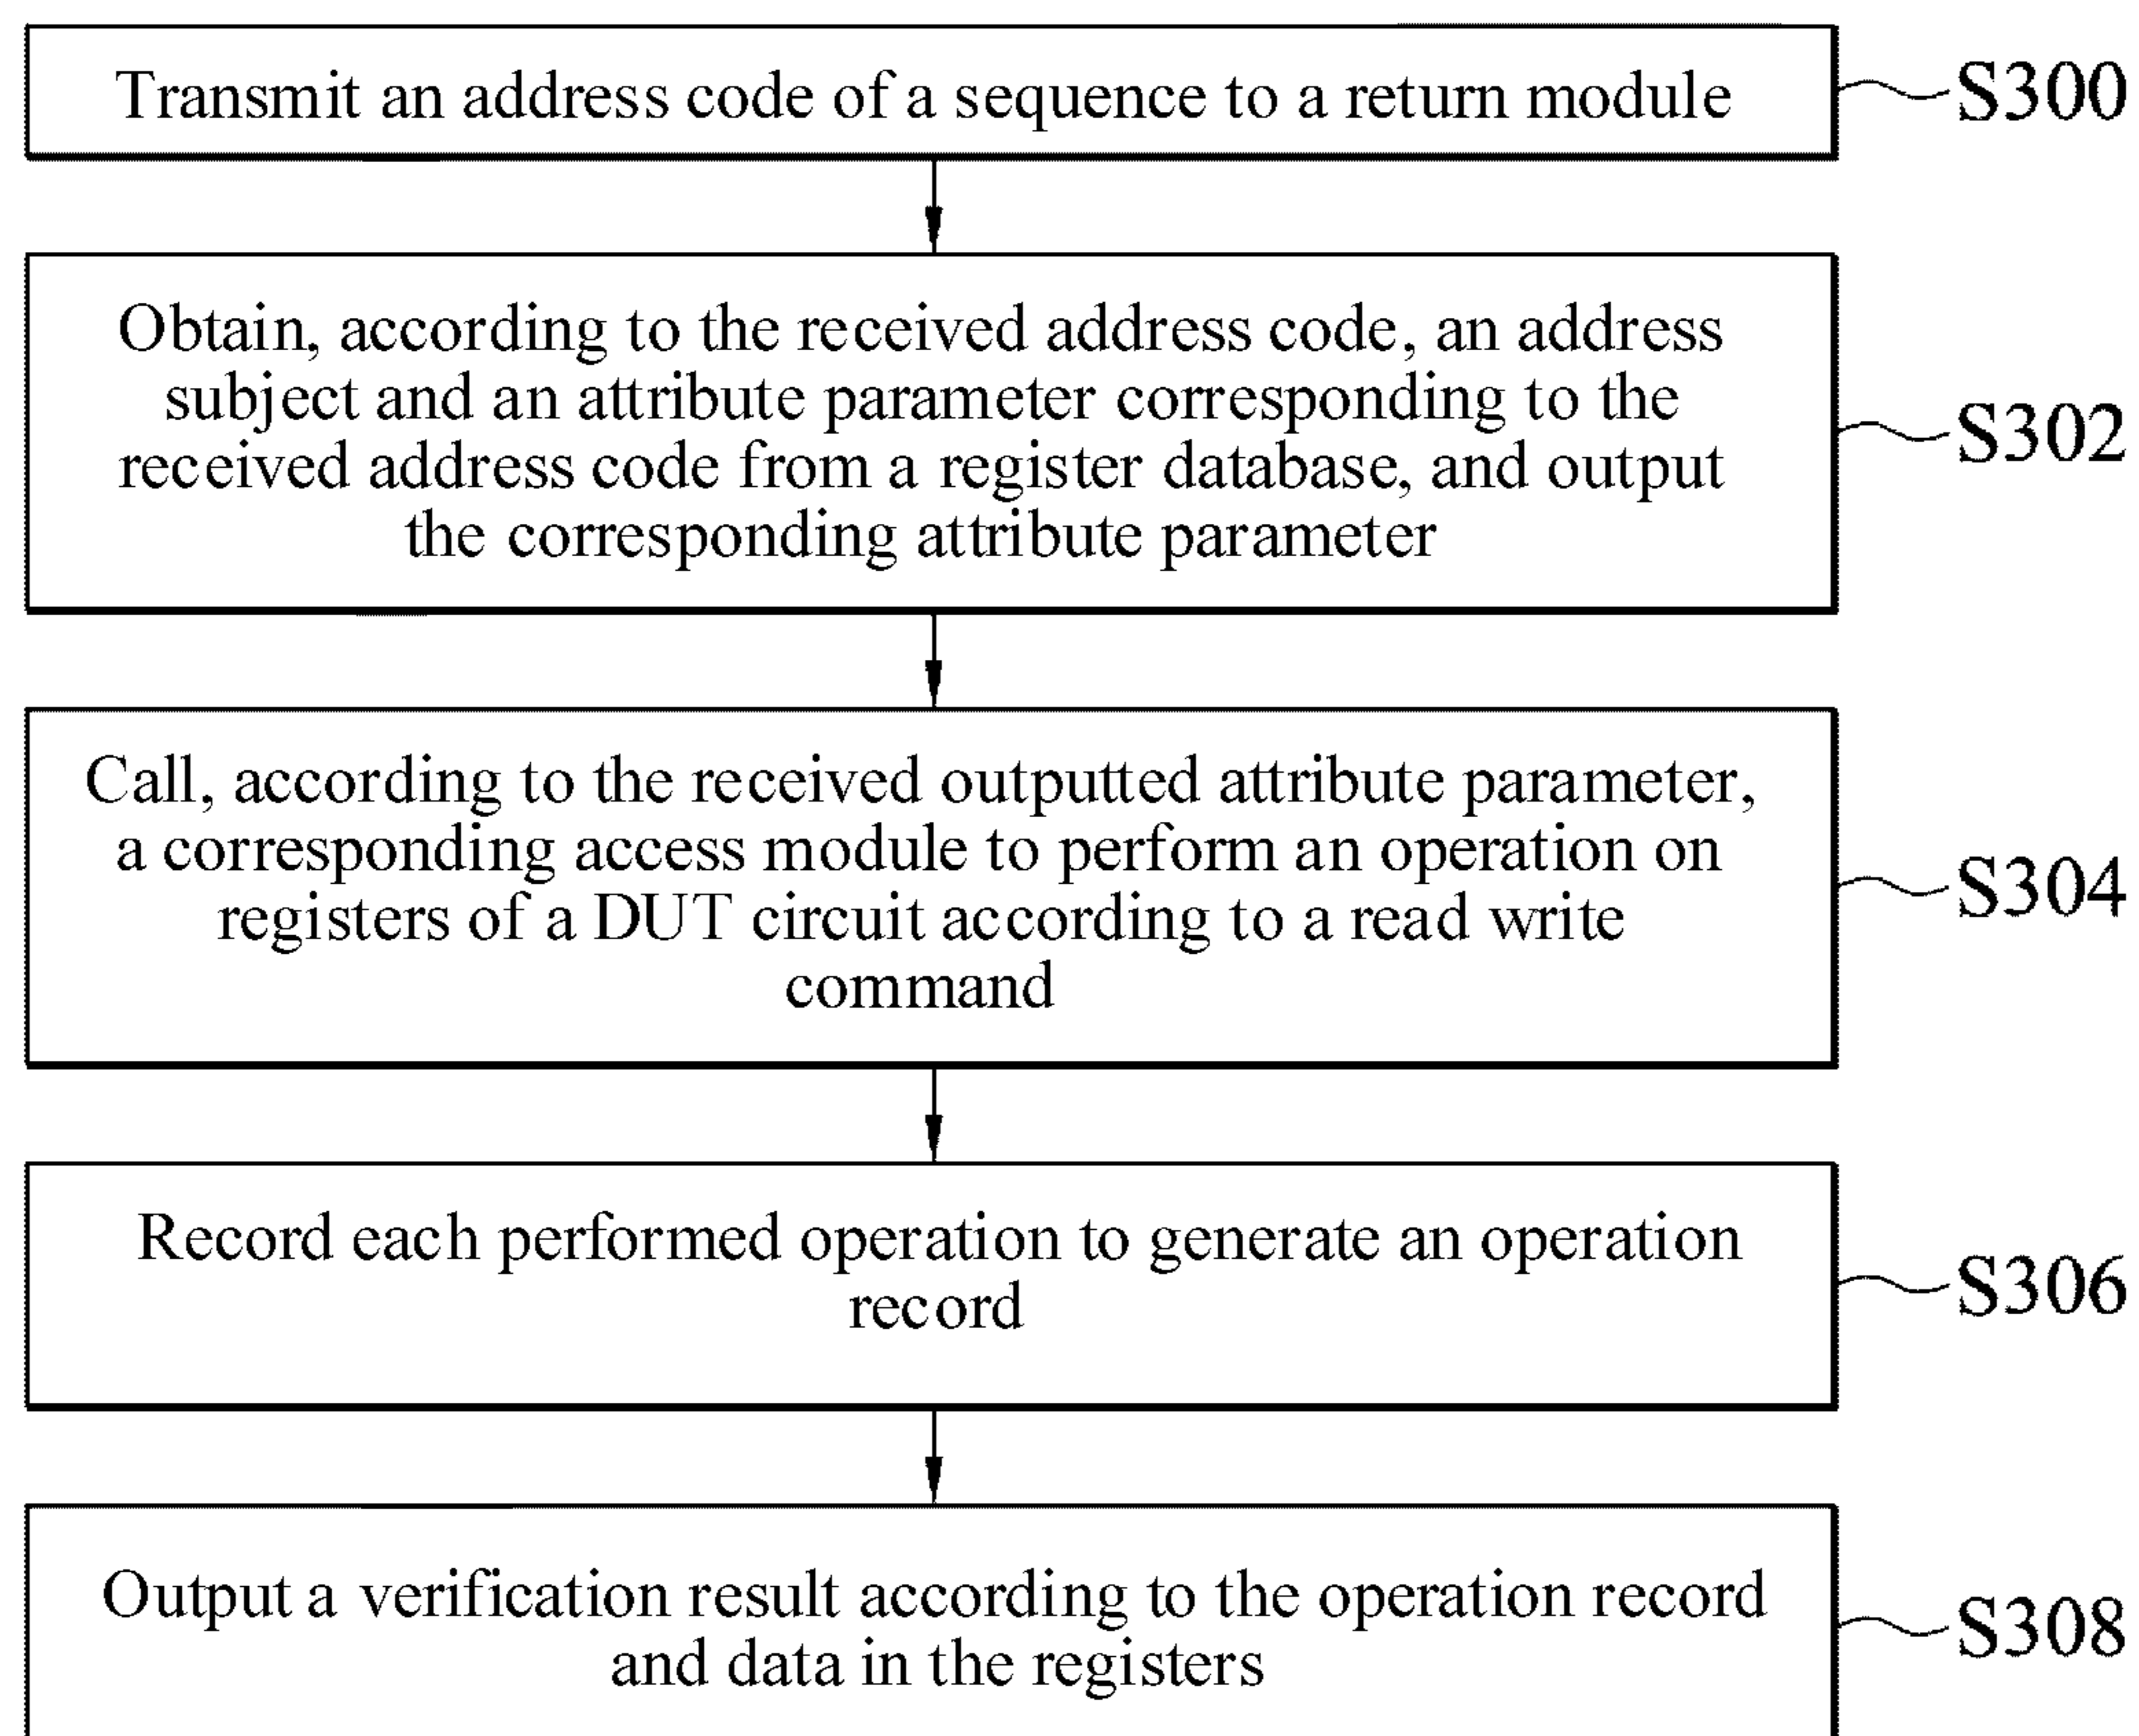 Transmit an address code of a sequence to a return module
S300
Obtain, according to the received address code, an address
subject and an attribute parameter corresponding to the
received address code from a register database, and output
the corresponding attribute parameter
S302
Call, according to the received outputted attribute parameter,
a corresponding access module to perform an operation on
registers of a DUT circuit according to a read write
command
S304
Record each performed operation to generate an operation
record
S306
Output a verification result according to the operation record
and data in the registers
S308